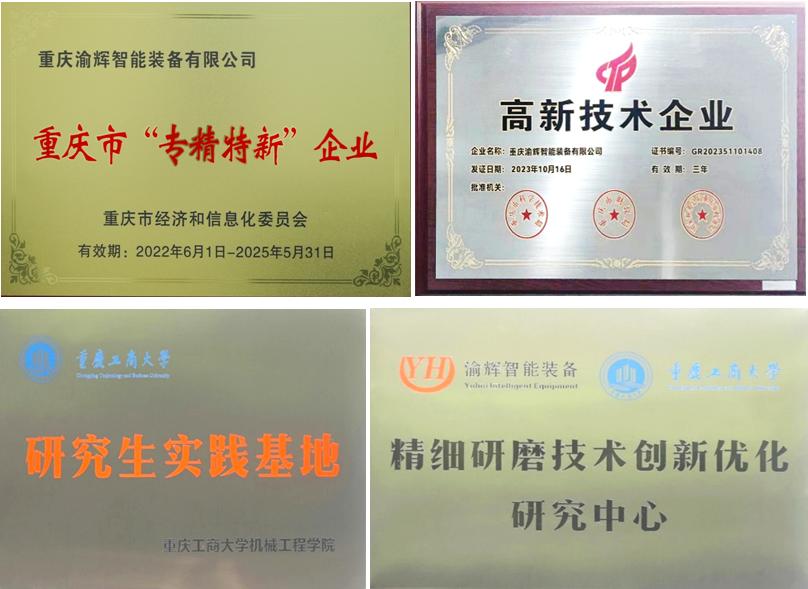 重庆渝辉智能装备有限公司
重庆市“专精特新”企业
重庆市经济和信息化委员会
有效期：2022年6月1日-2025年5月31日
高新技术企业
企业名称：重庆渝辉智能装备有限公司
证书编号：GR202351101408
发证日期：2023年10月16日
有效期：三年
批准机关：
重庆工商大学
Chongqing Technology and Business University
研究生实践基地
重庆工商大学机械工程学院
YH
渝辉智能装备
Yuhui Intelligent Equipment
重庆工商大学
精细研磨技术创新优化
研究中心